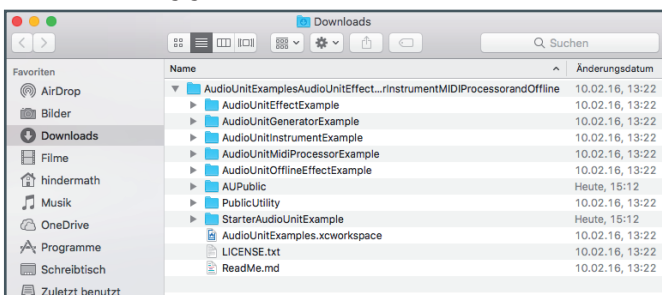 Downloads
Suchen
Favoriten
AirDrop
Bilder
Downloads
Filme
hindermath
Musik
OneDrive
Programme
Schreibtisch
Zuletzt benutzt
Name Änderungsdatum
AudioUnitExamplesAudioUnitEffect...rInstrumentMIDIProcessorandOffline 10.02.16, 13:22
AudioUnitEffectExample 10.02.16, 13:22
AudioUnitGeneratorExample 10.02.16, 13:22
AudioUnitInstrumentExample 10.02.16, 13:22
AudioUnitMidiProcessorExample 10.02.16, 13:22
AudioUnitOfflineEffectExample 10.02.16, 13:22
AUPublic Heute, 15:12
PublicUtility 10.02.16, 13:22
StarterAudioUnitExample Heute, 15:12
AudioUnitExamples.xcworkspace 10.02.16, 13:22
LICENSE.txt 10.02.16, 13:22
ReadMe.md 10.02.16, 13:22